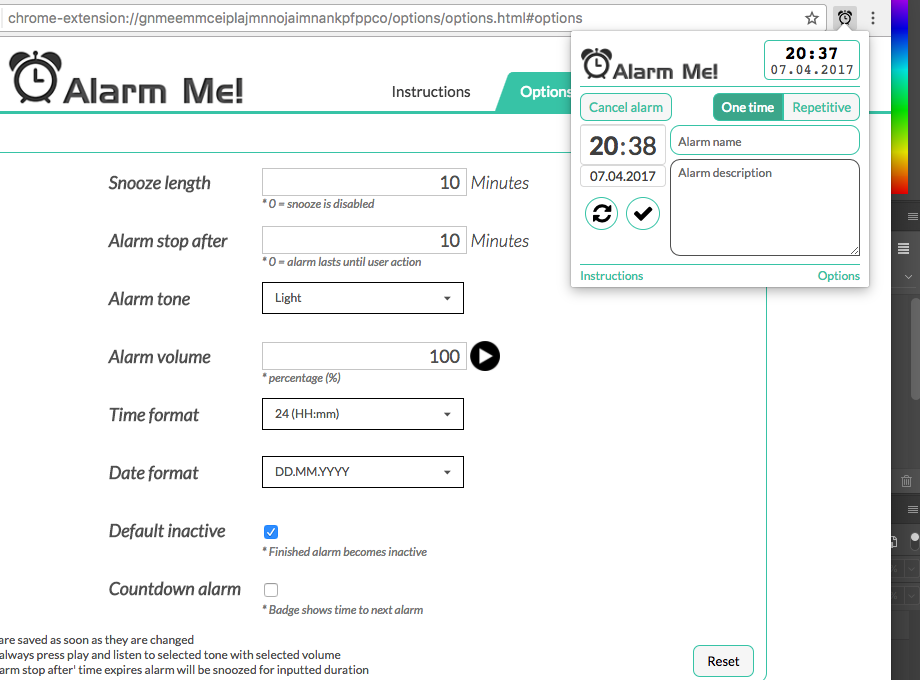 chrome-extension://gnmeemmceiplajmnnojaimnankpfppco/options/options.html#options
Alarm Me!
Instructions
Options
Snooze length
10 Minutes
* 0 = snooze is disabled
Alarm stop after
10 Minutes
* 0 = alarm lasts until user action
Alarm tone
Light
Alarm volume
100
* percentage (%)
Time format
24 (HH:mm)
Date format
DD.MM.YYYY
Default inactive
* Finished alarm becomes inactive
Countdown alarm
* Badge shows time to next alarm
are saved as soon as they are changed
always press play and listen to selected tone with selected volume
arm stop after' time expires alarm will be snoozed for inputted duration
Reset
Alarm Me!
20:37
07.04.2017
Cancel alarm
One time
Repetitive
20:38
07.04.2017
Alarm name
Alarm description
Instructions
Options